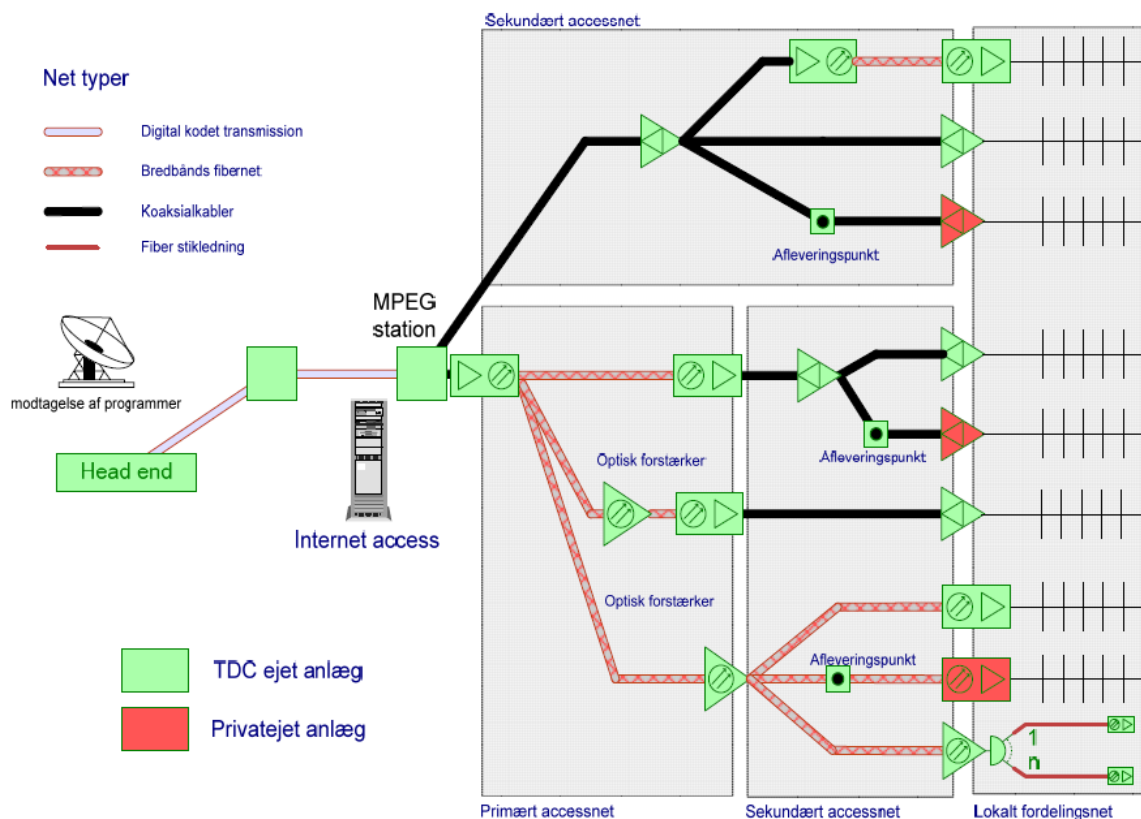 Sekundært accessnet
Net typer
Digital kodet transmission
Bredbånds fibernet
Koaksialkabler
Fiber stikledning
Afleveringspunkt
MPEG
station
modtagelse af programmer
Head end
Internet access
Optisk forstærker
Afleveringspunkt
Optisk forstærker
Afleveringspunkt
TDC ejet anlæg
Privatejet anlæg
1
n
Primært accessnet
Sekundært accessnet
Lokalt fordelingsnet